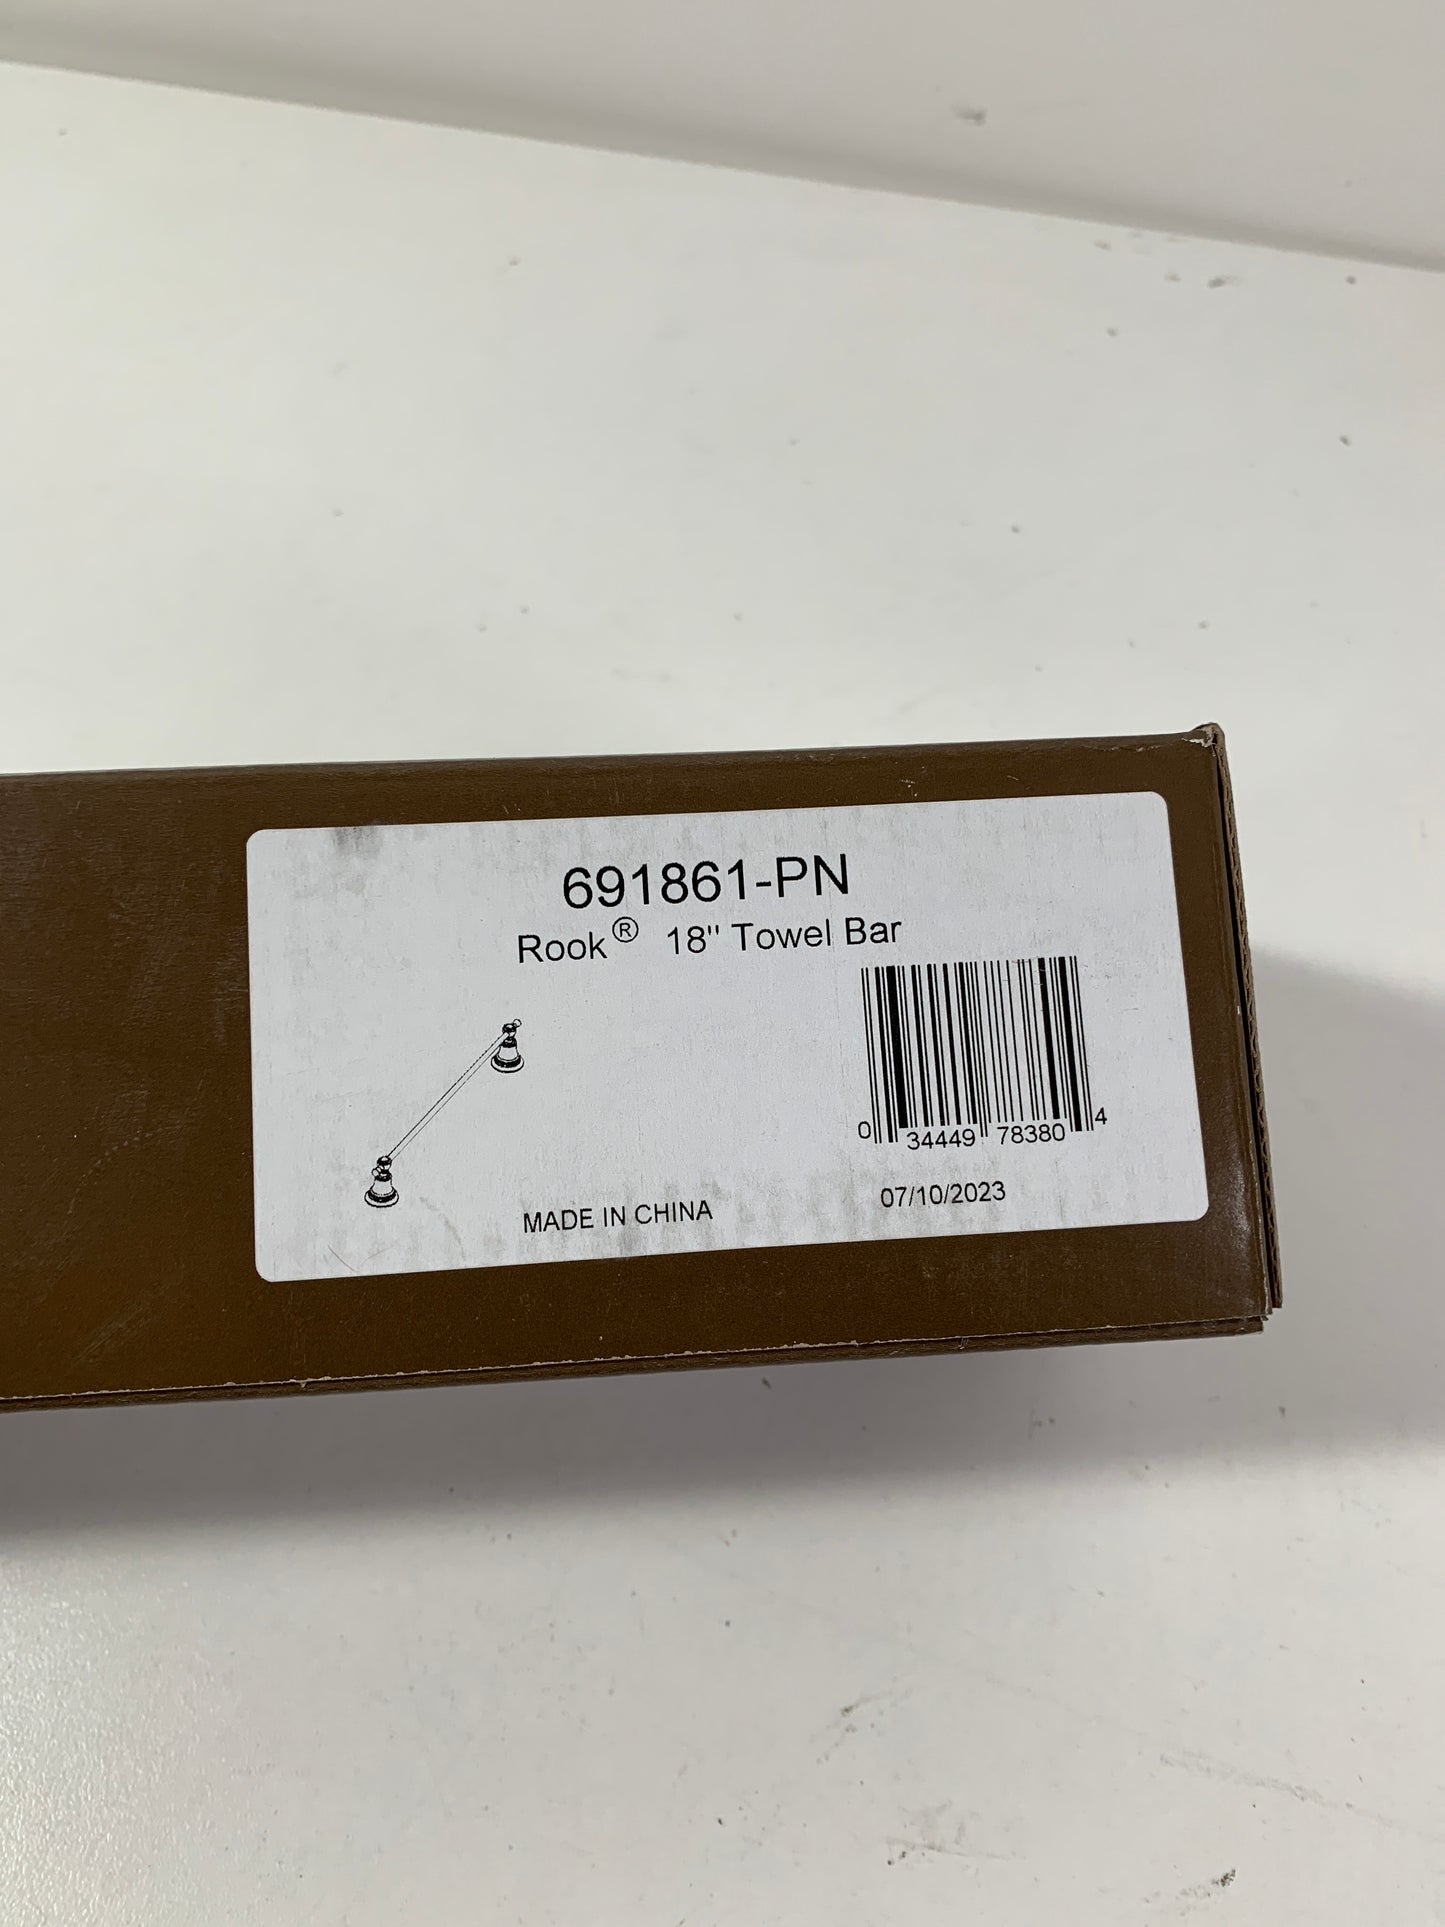 691861-PN
Rook® 18" Towel Bar
0 34449 78380 4
MADE IN CHINA
07/10/2023